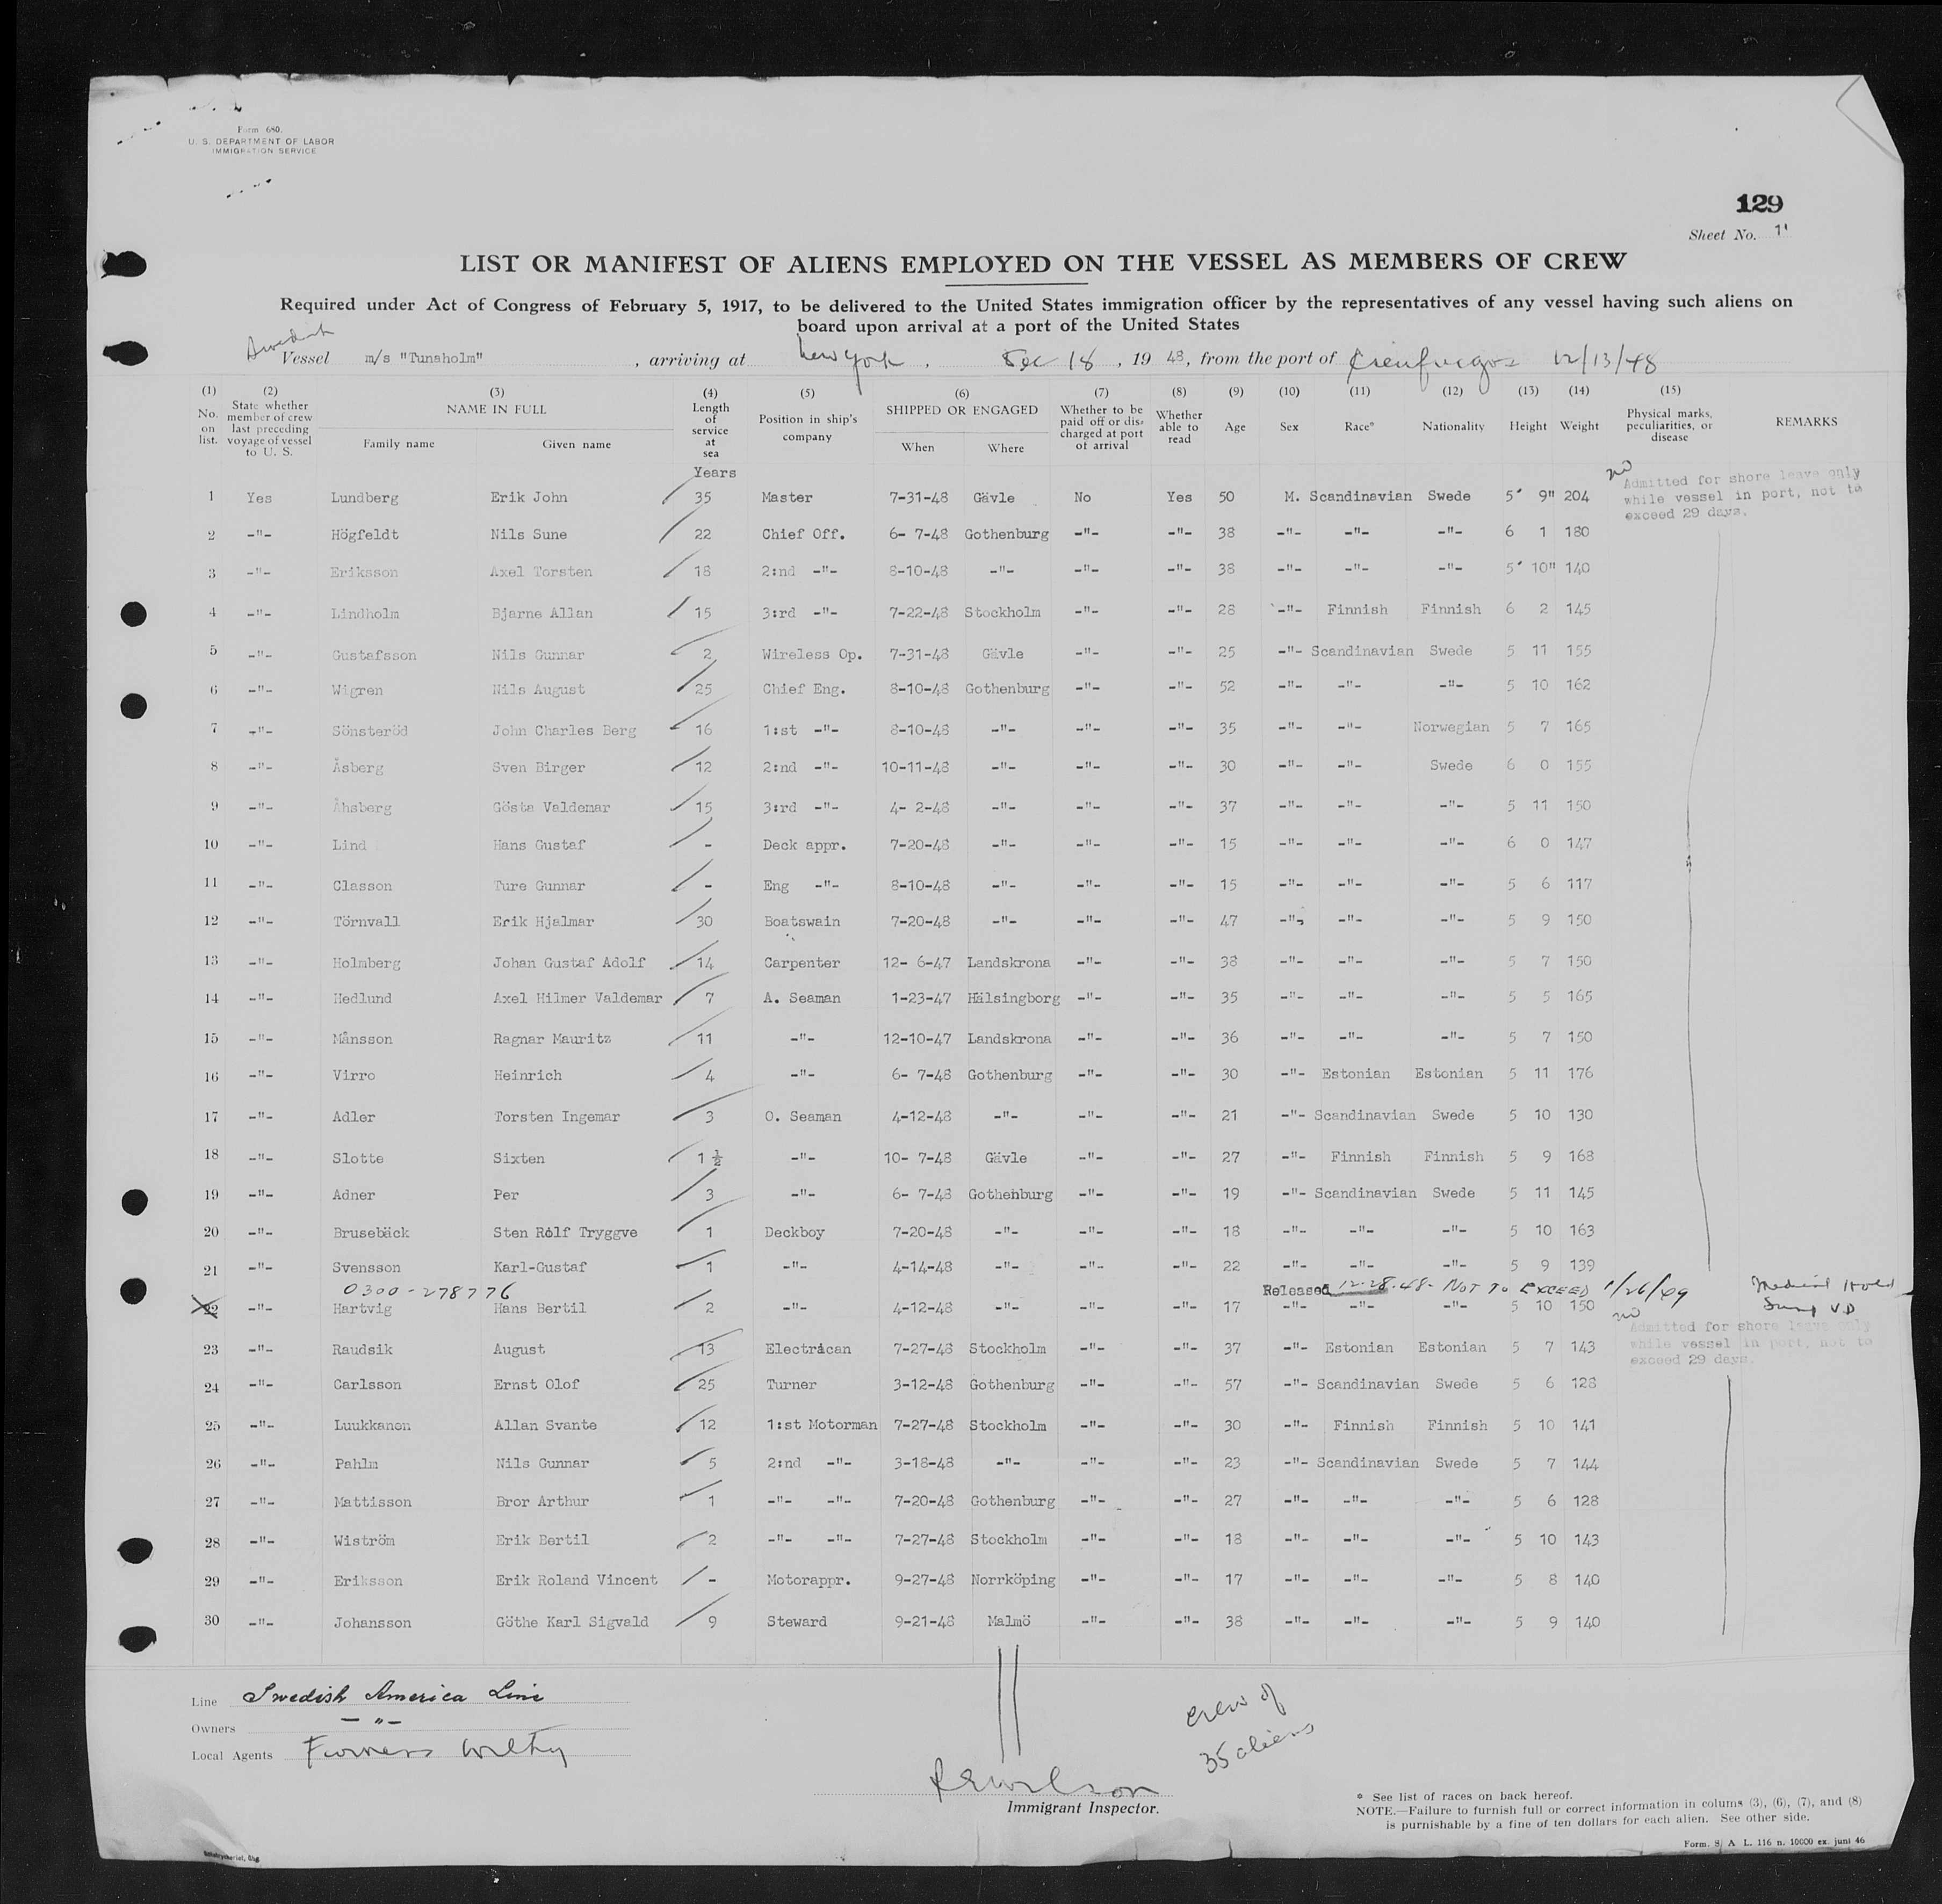 Form 680.
U. S. DEPARTMENT OF LABOR
IMMIGRATION SERVICE
129
Sheet No. 1
LIST OR MANIFEST OF ALIENS EMPLOYED ON THE VESSEL AS MEMBERS OF CREW
Required under Act of Congress of February 5, 1917, to be delivered to the United States immigration officer by the representatives of any vessel having such aliens on
board upon arrival at a port of the United States
Swedish
Vessel m/s "Tunaholm" , arriving at New York , Dec 18 , 19 48, from the port of Cienfuegos 12/13/48
(1) No. on list. (2) State whether member of crew last preceding voyage of vessel to U. S. (3) NAME IN FULL Family name Given name (4) Length of service at sea (5) Position in ship's company (6) SHIPPED OR ENGAGED When Where (7) Whether to be paid off or discharged at port of arrival (8) Whether able to read (9) Age (10) Sex (11) Race* (12) Nationality (13) Height (14) Weight (15) Physical marks, peculiarities, or disease REMARKS
Years
no
Admitted for shore leave only
while vessel in port, not to
exceed 29 days.
1 Yes Lundberg Erik John 35 Master 7-31-48 Gävle No Yes 50 M. Scandinavian Swede 5' 9" 204
2 -"- Högfeldt Nils Sune 22 Chief Off. 6- 7-48 Gothenburg -"- -"- 38 -"- -"- -"- 6 1 180
3 -"- Eriksson Axel Torsten 18 2:nd -"- 8-10-48 -"- -"- -"- 38 -"- -"- -"- 5' 10" 140
4 -"- Lindholm Bjarne Allan 15 3:rd -"- 7-22-48 Stockholm -"- -"- 28 -"- Finnish Finnish 6 2 145
5 -"- Gustafsson Nils Gunnar 2 Wireless Op. 7-31-48 Gävle -"- -"- 25 -"- Scandinavian Swede 5 11 155
6 -"- Wigren Nils August 25 Chief Eng. 8-10-48 Gothenburg -"- -"- 52 -"- -"- -"- 5 10 162
7 -"- Sönsteröd John Charles Berg 16 1:st -"- 8-10-48 -"- -"- -"- 35 -"- -"- Norwegian 5 7 165
8 -"- Åsberg Sven Birger 12 2:nd -"- 10-11-48 -"- -"- -"- 30 -"- -"- Swede 6 0 155
9 -"- Åhsberg Gösta Valdemar 15 3:rd -"- 4- 2-48 -"- -"- -"- 37 -"- -"- -"- 5 11 150
10 -"- Lind Hans Gustaf - Deck appr. 7-20-48 -"- -"- -"- 15 -"- -"- -"- 6 0 147
11 -"- Classon Ture Gunnar - Eng -"- 8-10-48 -"- -"- -"- 15 -"- -"- -"- 5 6 117
12 -"- Törnvall Erik Hjalmar 30 Boatswain 7-20-48 -"- -"- -"- 47 -"- -"- -"- 5 9 150
13 -"- Holmberg Johan Gustaf Adolf 14 Carpenter 12- 6-47 Landskrona -"- -"- 38 -"- -"- -"- 5 7 150
14 -"- Hedlund Axel Hilmer Valdemar 7 A. Seaman 1-23-47 Hälsingborg -"- -"- 35 -"- -"- -"- 5 5 165
15 -"- Månsson Ragnar Mauritz 11 -"- 12-10-47 Landskrona -"- -"- 36 -"- -"- -"- 5 7 150
16 -"- Virro Heinrich 4 -"- 6- 7-48 Gothenburg -"- -"- 30 -"- Estonian Estonian 5 11 176
17 -"- Adler Torsten Ingemar 3 O. Seaman 4-12-48 -"- -"- -"- 21 -"- Scandinavian Swede 5 10 130
18 -"- Slotte Sixten 1 ½ -"- 10- 7-48 Gävle -"- -"- 27 -"- Finnish Finnish 5 9 168
19 -"- Adner Per 3 -"- 6- 7-48 Gothenburg -"- -"- 19 -"- Scandinavian Swede 5 11 145
20 -"- Brusebäck Sten Rolf Tryggve 1 Deckboy 7-20-48 -"- -"- -"- 18 -"- -"- -"- 5 10 163
21 -"- Svensson Karl-Gustaf 1 -"- 4-14-48 -"- -"- -"- 22 -"- -"- -"- 5 9 139
0300-278776 Released 12-28-48- NOT TO EXCEED 1/26/49 Medical Hold
22 -"- Hartvig Hans Bertil 2 -"- 4-12-48 -"- -"- -"- 17 -"- -"- -"- 5 10 150 VD
no
Admitted for shore leave only
while vessel in port, not to
exceed 29 days.
23 -"- Raudsik August 13 Electrican 7-27-48 Stockholm -"- -"- 37 -"- Estonian Estonian 5 7 143
24 -"- Carlsson Ernst Olof 25 Turner 3-12-48 Gothenburg -"- -"- 57 -"- Scandinavian Swede 5 6 128
25 -"- Luukkanen Allan Svante 12 1:st Motorman 7-27-48 Stockholm -"- -"- 30 -"- Finnish Finnish 5 10 141
26 -"- Pahlm Nils Gunnar 5 2:nd -"- 3-18-48 -"- -"- -"- 23 -"- Scandinavian Swede 5 7 144
27 -"- Mattisson Bror Arthur 1 -"- -"- 7-20-48 Gothenburg -"- -"- 27 -"- -"- -"- 5 6 128
28 -"- Wiström Erik Bertil 2 -"- -"- 7-27-48 Stockholm -"- -"- 18 -"- -"- -"- 5 10 143
29 -"- Eriksson Erik Roland Vincent - Motorappr. 9-27-48 Norrköping -"- -"- 17 -"- -"- -"- 5 8 140
30 -"- Johansson Göthe Karl Sigvald 9 Steward 9-21-48 Malmö -"- -"- 38 -"- -"- -"- 5 9 140
Line Swedish America Line
Owners -"-
Local Agents
crew of
35 aliens
Wilson
Immigrant Inspector.
* See list of races on back hereof.
NOTE.—Failure to furnish full or correct information in colums (3), (6), (7), and (8)
is punishable by a fine of ten dollars for each alien. See other side.
Form. S A L. 116 n. 10000 ex. juni 46